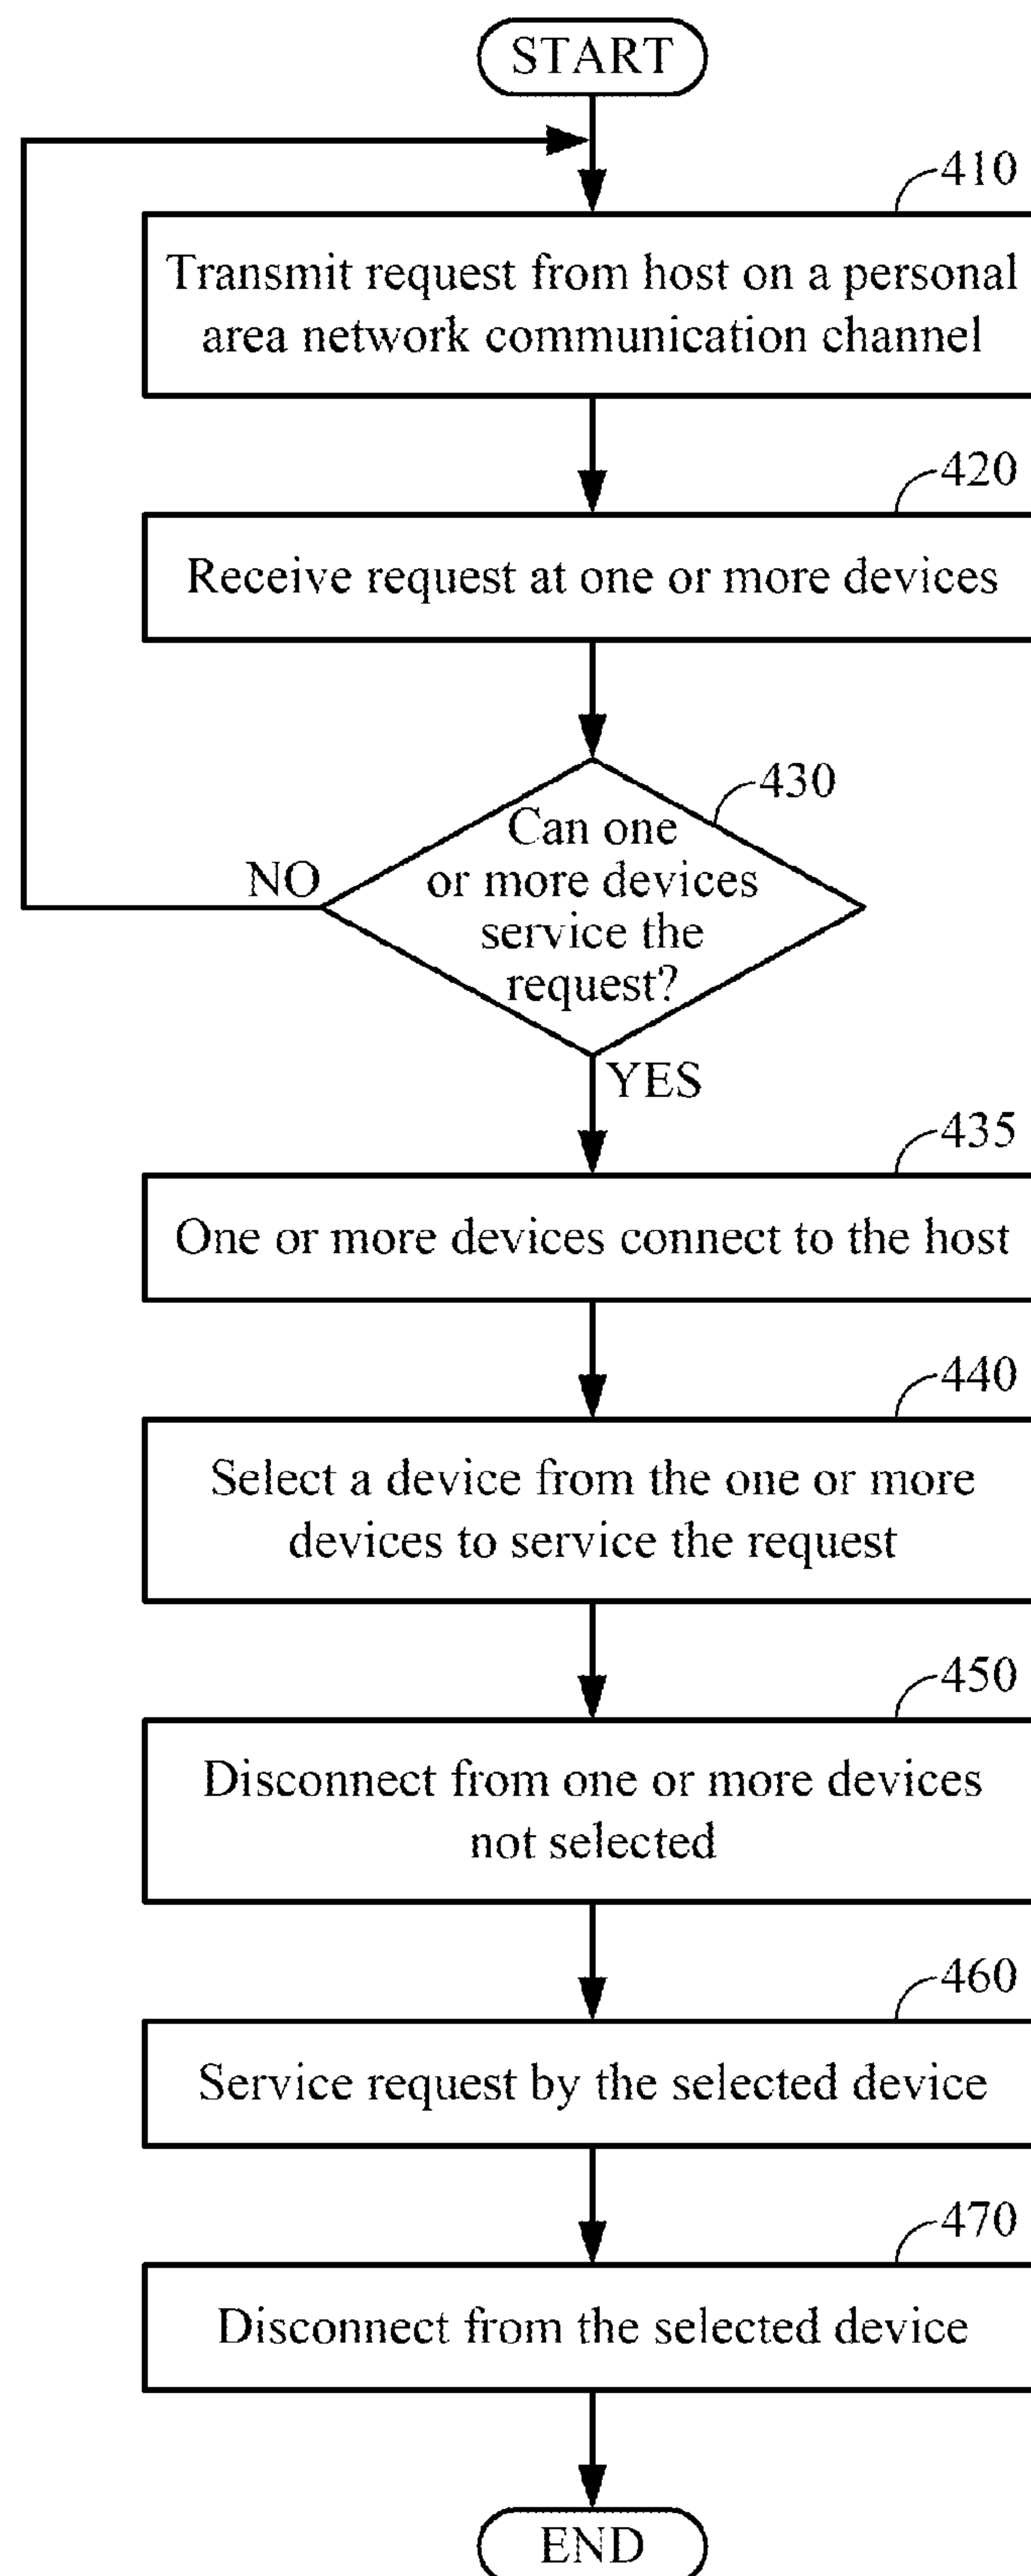 START
410
Transmit request from host on a personal
area network communication channel
420
Receive request at one or more devices
430
Can one
or more devices
service the
request?
NO
YES
435
One or more devices connect to the host
440
Select a device from the one or more
devices to service the request
450
Disconnect from one or more devices
not selected
460
Service request by the selected device
470
Disconnect from the selected device
END